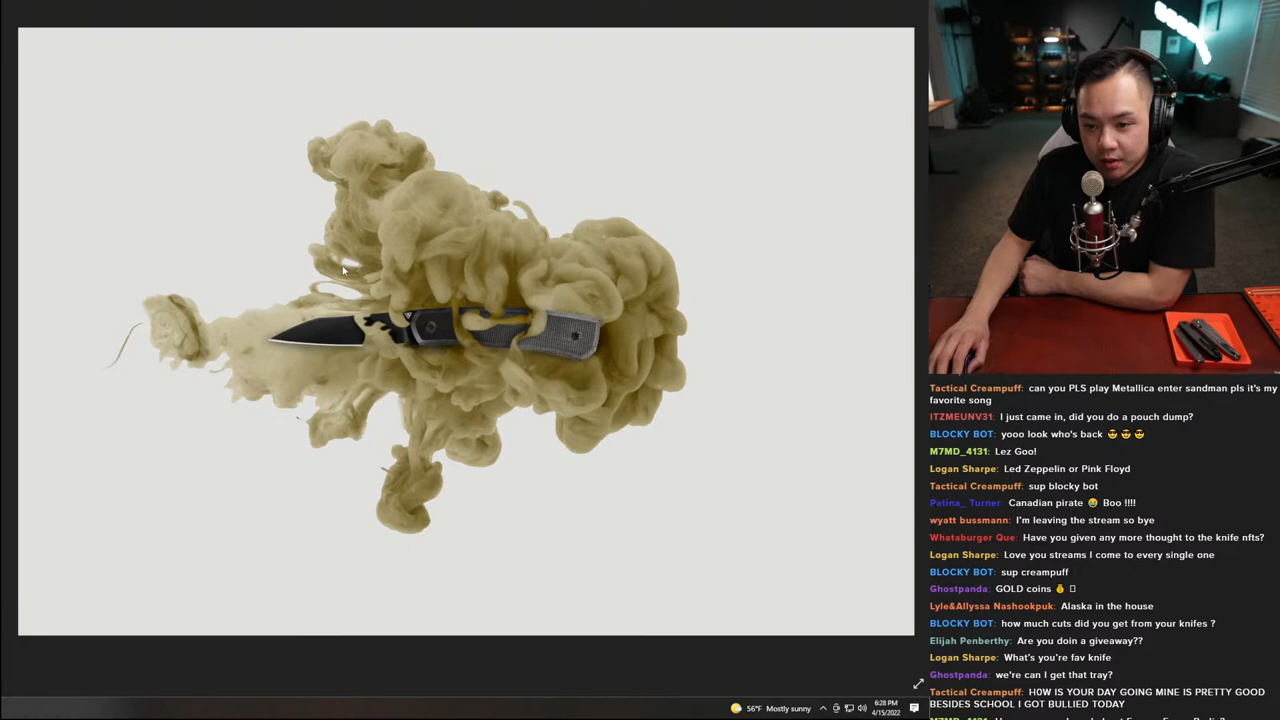 Tactical Creampuff: can you PLS play Metallica enter sandman pls it's my
favorite song
ITZMEUNV31: I just came in, did you do a pouch dump?
BLOCKY BOT: yooo look who's back 😎 😎 😎
M7MD_4131: Lez Goo!
Logan Sharpe: Led Zeppelin or Pink Floyd
Tactical Creampuff: sup blocky bot
Patina_ Turner: Canadian pirate 😂 Boo !!!!
wyatt bussmann: I'm leaving the stream so bye
Whataburger Que: Have you given any more thought to the knife nfts?
Logan Sharpe: Love you streams I come to every single one
BLOCKY BOT: sup creampuff
Ghostpanda: GOLD coins 💰
Lyle&Allyssa Nashookpuk: Alaska in the house
BLOCKY BOT: how much cuts did you get from your knifes ?
Elijah Penberthy: Are you doin a giveaway??
Logan Sharpe: What's you're fav knife
Ghostpanda: we're can I get that tray?
Tactical Creampuff: H0W IS YOUR DAY GOING MINE IS PRETTY GOOD
BESIDES SCHOOL I GOT BULLIED TODAY
56°F Mostly sunny
6:28 PM
4/15/2022